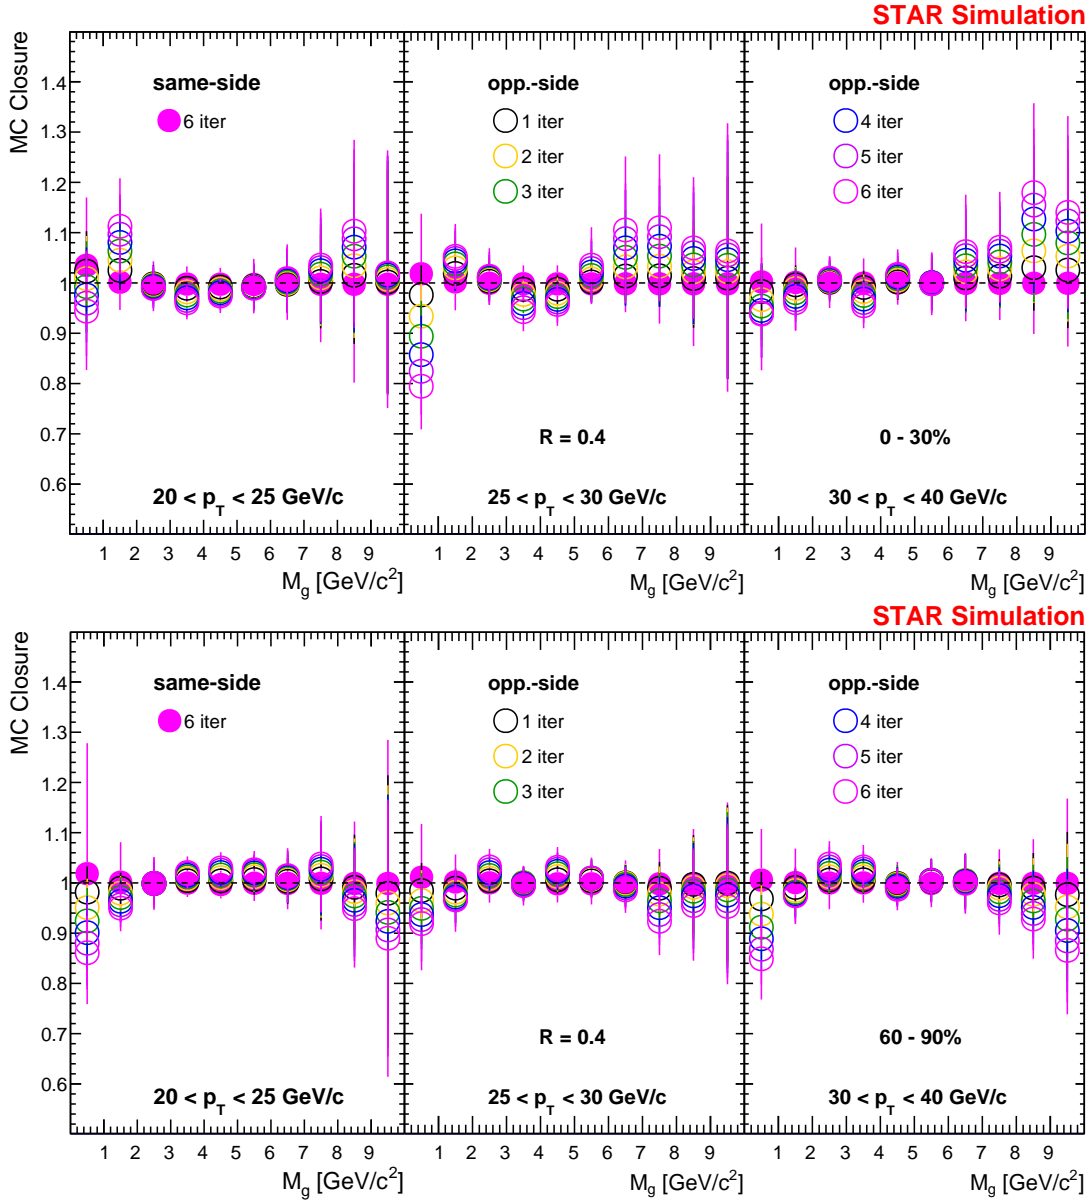 STAR Simulation
MC Closure
1.4
1.3
1.2
1.1
1
0.9
0.8
0.7
0.6
same-side
6 iter
opp.-side
1 iter
2 iter
3 iter
opp.-side
4 iter
5 iter
6 iter
R = 0.4
0 - 30%
20 < p_T < 25 GeV/c
25 < p_T < 30 GeV/c
30 < p_T < 40 GeV/c
1 2 3 4 5 6 7 8 9
1 2 3 4 5 6 7 8 9
1 2 3 4 5 6 7 8 9
M_g [GeV/c²]
M_g [GeV/c²]
M_g [GeV/c²]
STAR Simulation
MC Closure
1.4
1.3
1.2
1.1
1
0.9
0.8
0.7
0.6
same-side
6 iter
opp.-side
1 iter
2 iter
3 iter
opp.-side
4 iter
5 iter
6 iter
R = 0.4
60 - 90%
20 < p_T < 25 GeV/c
25 < p_T < 30 GeV/c
30 < p_T < 40 GeV/c
1 2 3 4 5 6 7 8 9
1 2 3 4 5 6 7 8 9
1 2 3 4 5 6 7 8 9
M_g [GeV/c²]
M_g [GeV/c²]
M_g [GeV/c²]